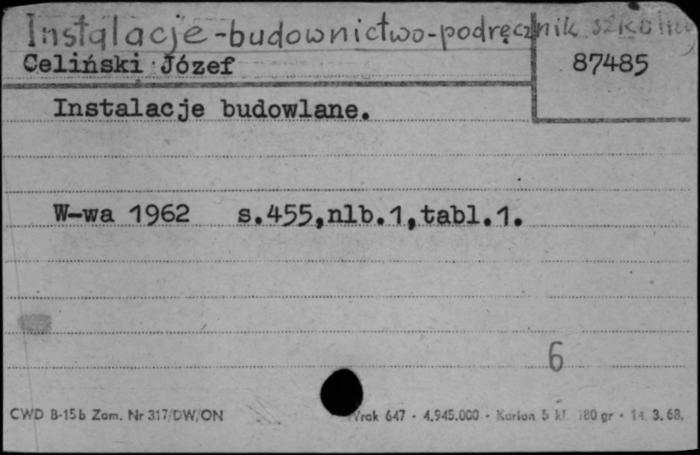 Instalacje-budownictwo-podręcznik szkolny
Celiński Józef
87485
Instalacje budowlane.
W-wa 1962 s.455,nlb.1,tabl.1.
6
CWD B-15b Zam. Nr 317/DW/ON Wrak 647 · 4.945.000 · Karton 5 kl. 180 gr · 14. 3. 68.